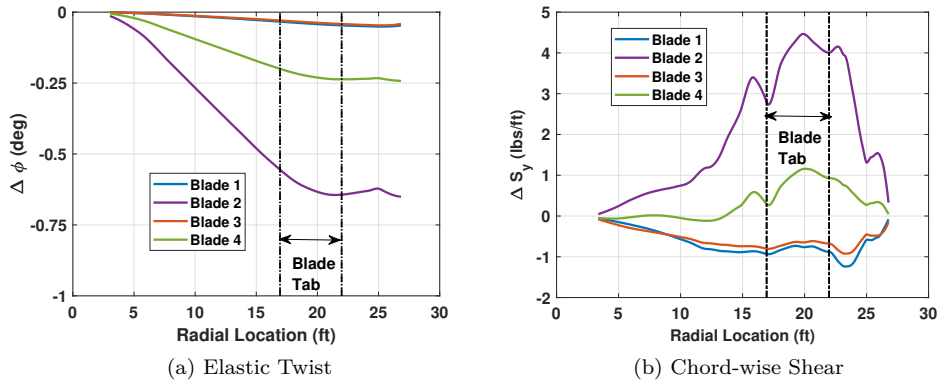 0
-0.25
-0.5
-0.75
-1
Δ ϕ (deg)
Blade 1
Blade 2
Blade 3
Blade 4
Blade
Tab
0 5 10 15 20 25 30
Radial Location (ft)
(a) Elastic Twist
5
4
3
2
1
0
-1
-2
Δ Sy (lbs/ft)
Blade 1
Blade 2
Blade 3
Blade 4
Blade
Tab
0 5 10 15 20 25 30
Radial Location (ft)
(b) Chord-wise Shear